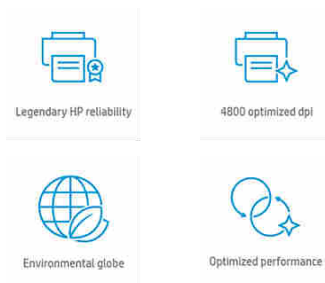 Legendary HP reliability
4800 optimized dpi
Environmental globe
Optimized performance